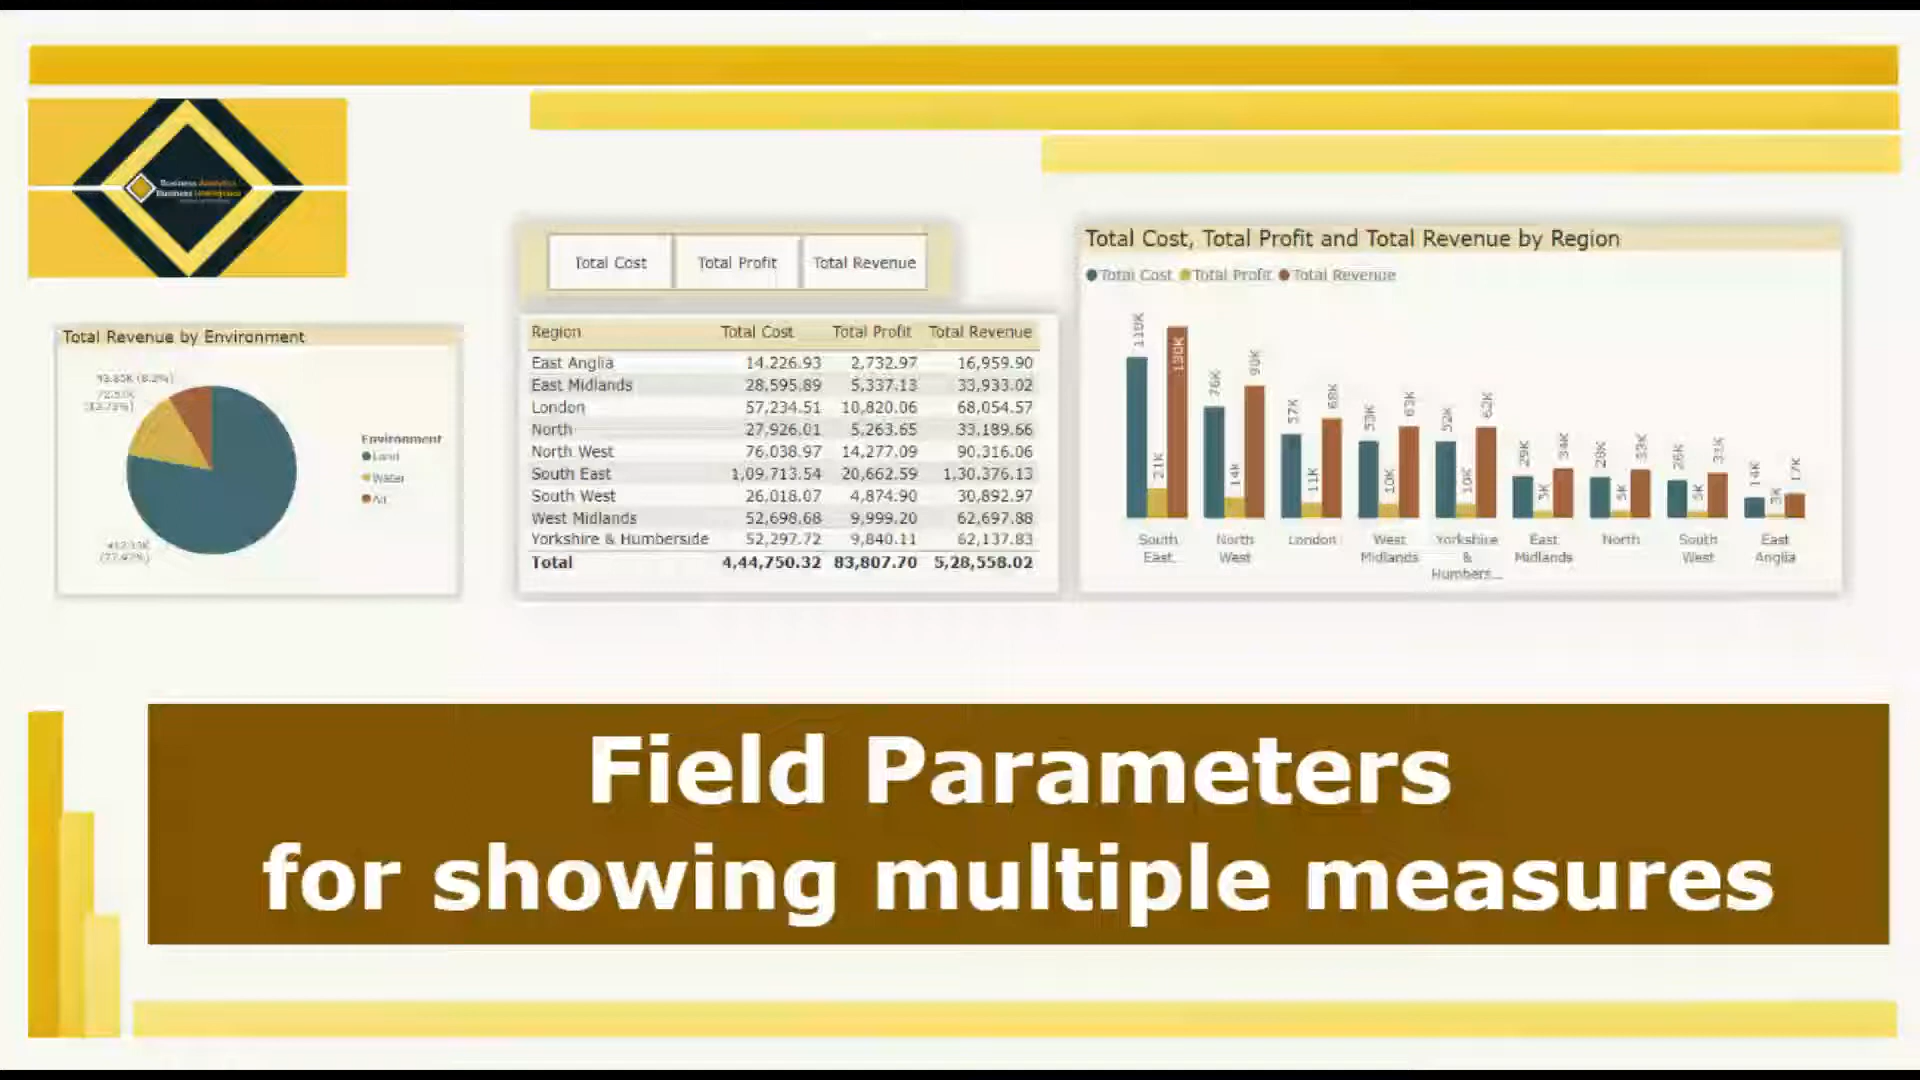 Business Analytics
Business Intelligence
Total Revenue by Environment
(8.2%)
Environment
Land
Water
Air
Total Cost
Total Profit
Total Revenue
Region Total Cost Total Profit Total Revenue
East Anglia 14,226.93 2,732.97 16,959.90
East Midlands 28,595.89 5,337.13 33,933.02
London 57,234.51 10,820.06 68,054.57
North 27,926.01 5,263.65 33,189.66
North West 76,038.97 14,277.09 90,316.06
South East 1,09,713.54 20,662.59 1,30,376.13
South West 26,018.07 4,874.90 30,892.97
West Midlands 52,698.68 9,999.20 62,697.88
Yorkshire & Humberside 52,297.72 9,840.11 62,137.83
Total 4,44,750.32 83,807.70 5,28,558.02
Total Cost, Total Profit and Total Revenue by Region
Total Cost Total Profit Total Revenue
110K 21K 130K 76K 14K 90K 57K 11K 68K 53K 10K 63K 52K 10K 62K 29K 5K 34K 28K 5K 33K 26K 5K 31K 14K 3K 17K
South East
North West
London
West Midlands
Yorkshire & Humbers...
East Midlands
North
South West
East Anglia
Field Parameters
for showing multiple measures